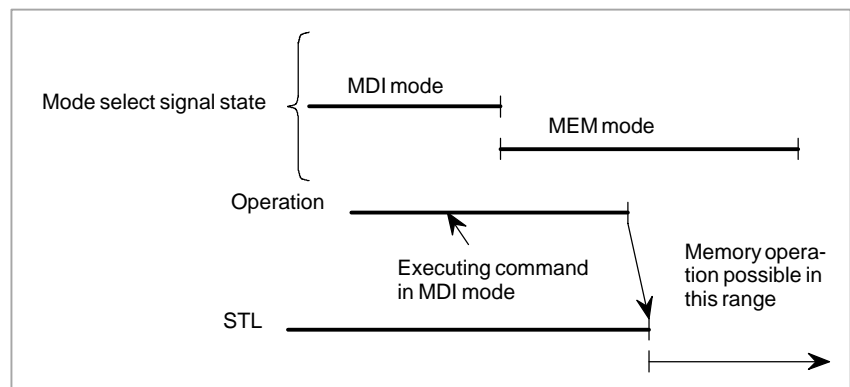 MDI mode
Mode select signal state
MEM mode
Operation
Executing command
in MDI mode
Memory opera-
tion possible in
this range
STL